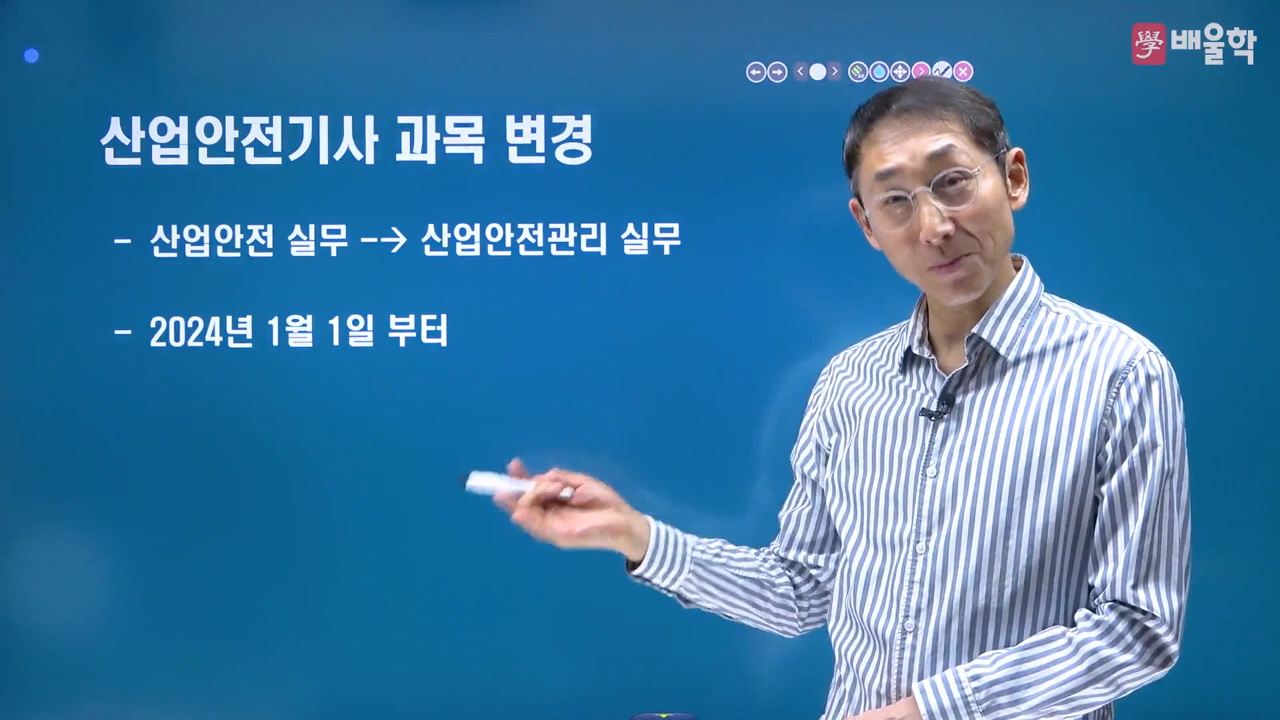 學 배울학
산업안전기사 과목 변경
- 산업안전 실무 --> 산업안전관리 실무
- 2024년 1월 1일 부터